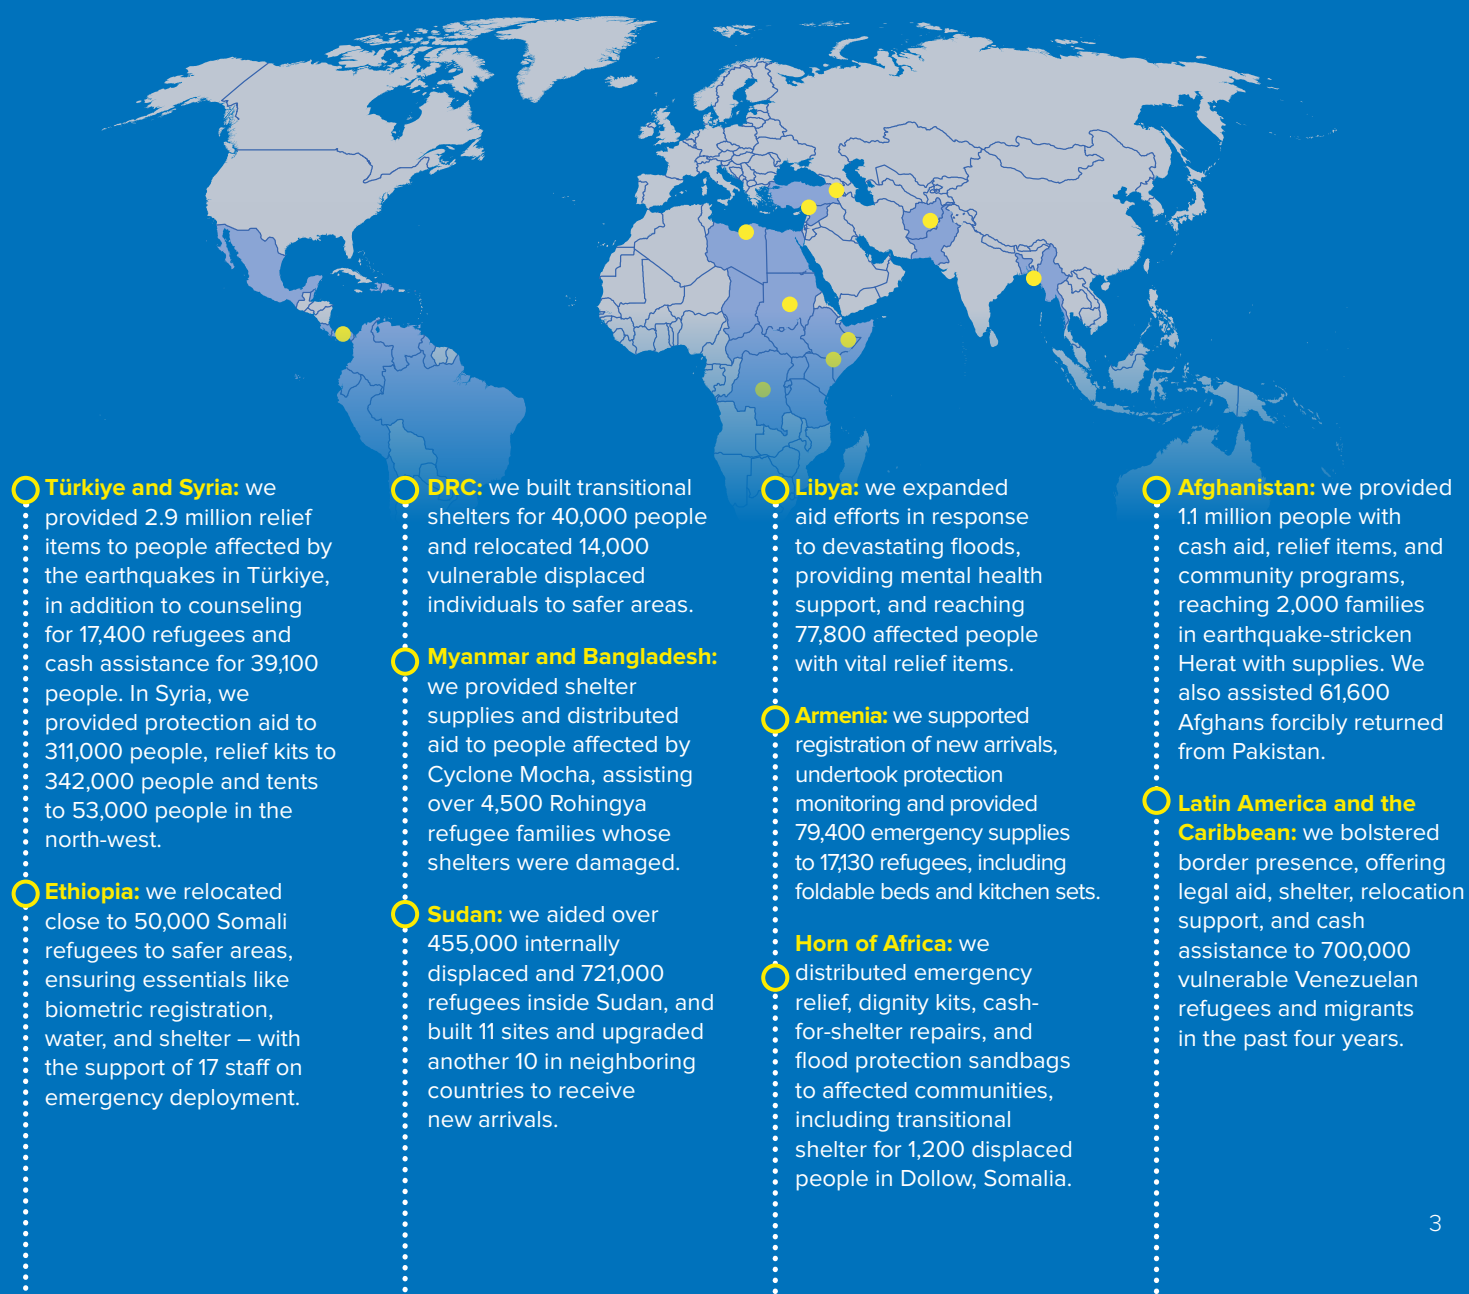 Türkiye and Syria: we
provided 2.9 million relief
items to people affected by
the earthquakes in Türkiye,
in addition to counseling
for 17,400 refugees and
cash assistance for 39,100
people. In Syria, we
provided protection aid to
311,000 people, relief kits to
342,000 people and tents
to 53,000 people in the
north-west.
Ethiopia: we relocated
close to 50,000 Somali
refugees to safer areas,
ensuring essentials like
biometric registration,
water, and shelter – with
the support of 17 staff on
emergency deployment.
DRC: we built transitional
shelters for 40,000 people
and relocated 14,000
vulnerable displaced
individuals to safer areas.
Myanmar and Bangladesh:
we provided shelter
supplies and distributed
aid to people affected by
Cyclone Mocha, assisting
over 4,500 Rohingya
refugee families whose
shelters were damaged.
Sudan: we aided over
455,000 internally
displaced and 721,000
refugees inside Sudan, and
built 11 sites and upgraded
another 10 in neighboring
countries to receive
new arrivals.
Libya: we expanded
aid efforts in response
to devastating floods,
providing mental health
support, and reaching
77,800 affected people
with vital relief items.
Armenia: we supported
registration of new arrivals,
undertook protection
monitoring and provided
79,400 emergency supplies
to 17,130 refugees, including
foldable beds and kitchen sets.
Horn of Africa: we
distributed emergency
relief, dignity kits, cash-
for-shelter repairs, and
flood protection sandbags
to affected communities,
including transitional
shelter for 1,200 displaced
people in Dollow, Somalia.
Afghanistan: we provided
1.1 million people with
cash aid, relief items, and
community programs,
reaching 2,000 families
in earthquake-stricken
Herat with supplies. We
also assisted 61,600
Afghans forcibly returned
from Pakistan.
Latin America and the
Caribbean: we bolstered
border presence, offering
legal aid, shelter, relocation
support, and cash
assistance to 700,000
vulnerable Venezuelan
refugees and migrants
in the past four years.
3